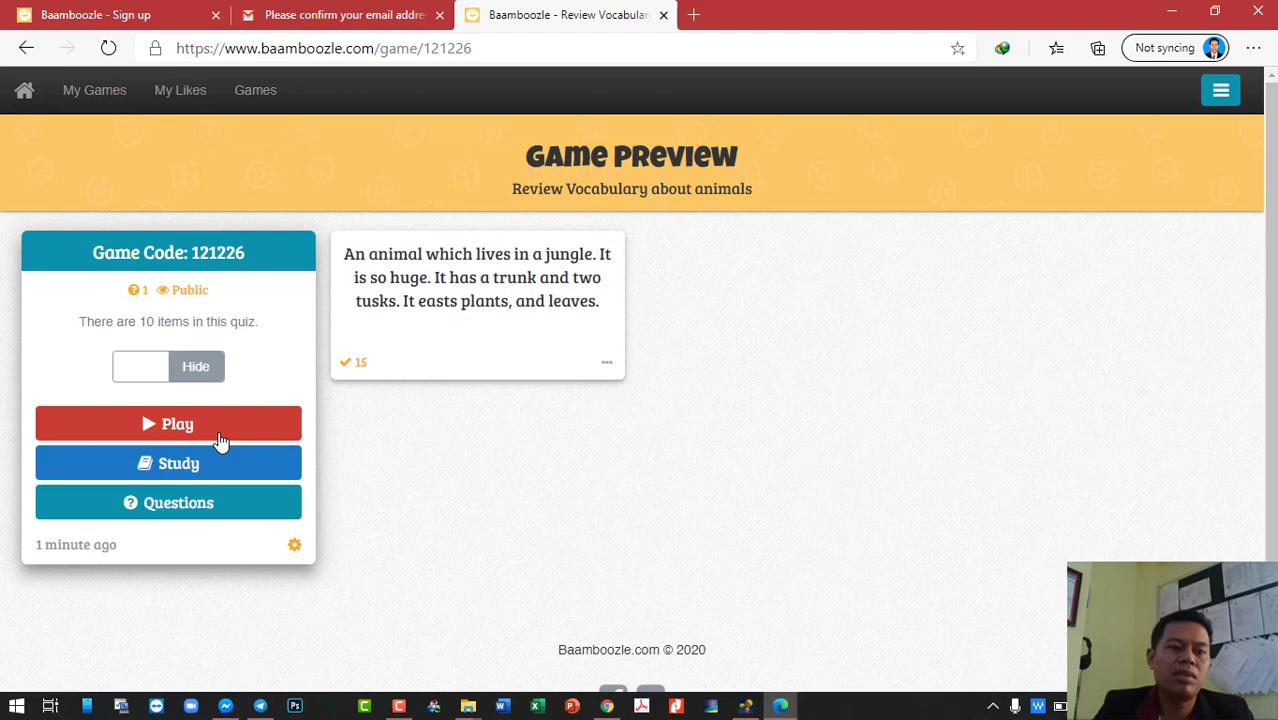 Baamboozle - Sign up
Please confirm your email addre
Baamboozle - Review Vocabulary
https://www.baamboozle.com/game/121226
Not syncing
My Games
My Likes
Games
Game Preview
Review Vocabulary about animals
Game Code: 121226
1 Public
There are 10 items in this quiz.
Hide
Play
Study
Questions
1 minute ago
An animal which lives in a jungle. It
is so huge. It has a trunk and two
tusks. It easts plants, and leaves.
15
Baamboozle.com © 2020